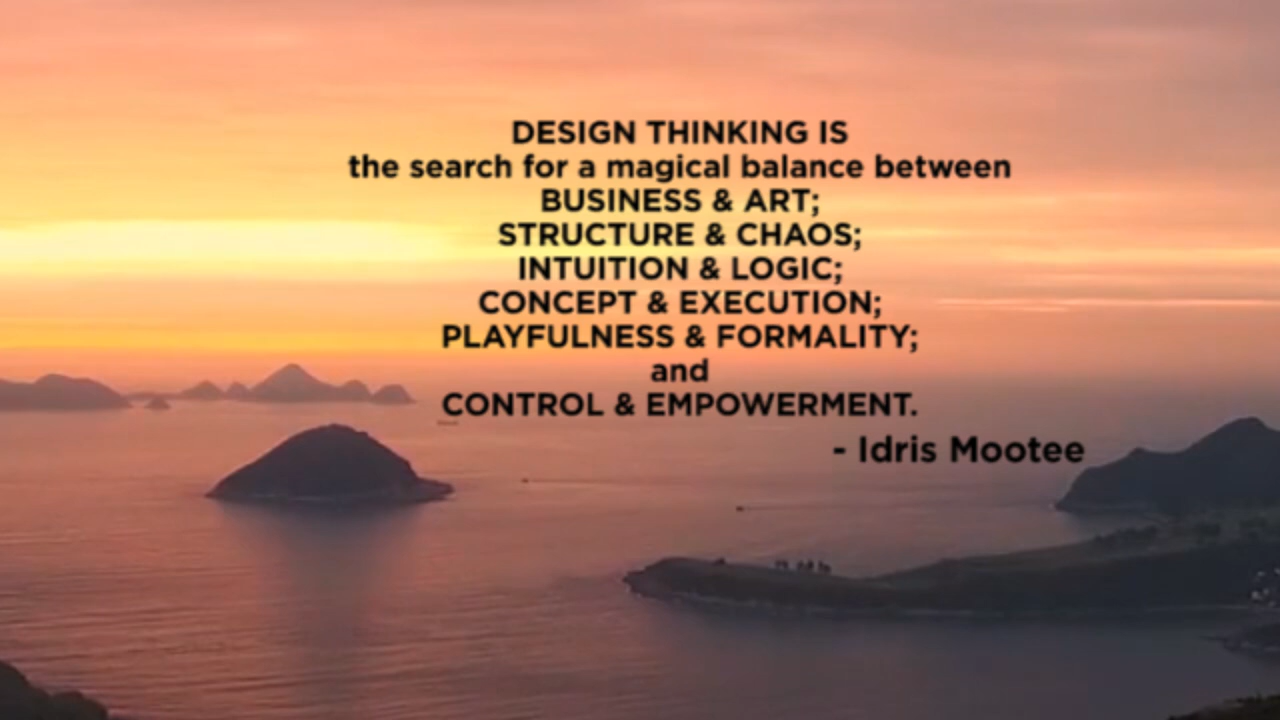 DESIGN THINKING IS
the search for a magical balance between
BUSINESS & ART;
STRUCTURE & CHAOS;
INTUITION & LOGIC;
CONCEPT & EXECUTION;
PLAYFULNESS & FORMALITY;
and
CONTROL & EMPOWERMENT.
- Idris Mootee